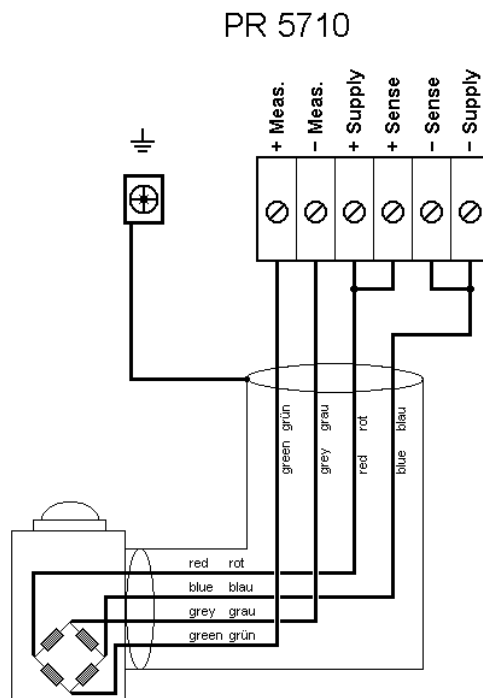 PR 5710
+ Meas.
– Meas.
+ Supply
+ Sense
– Sense
– Supply
green grün
grey grau
red rot
blue blau
red rot
blue blau
grey grau
green grün